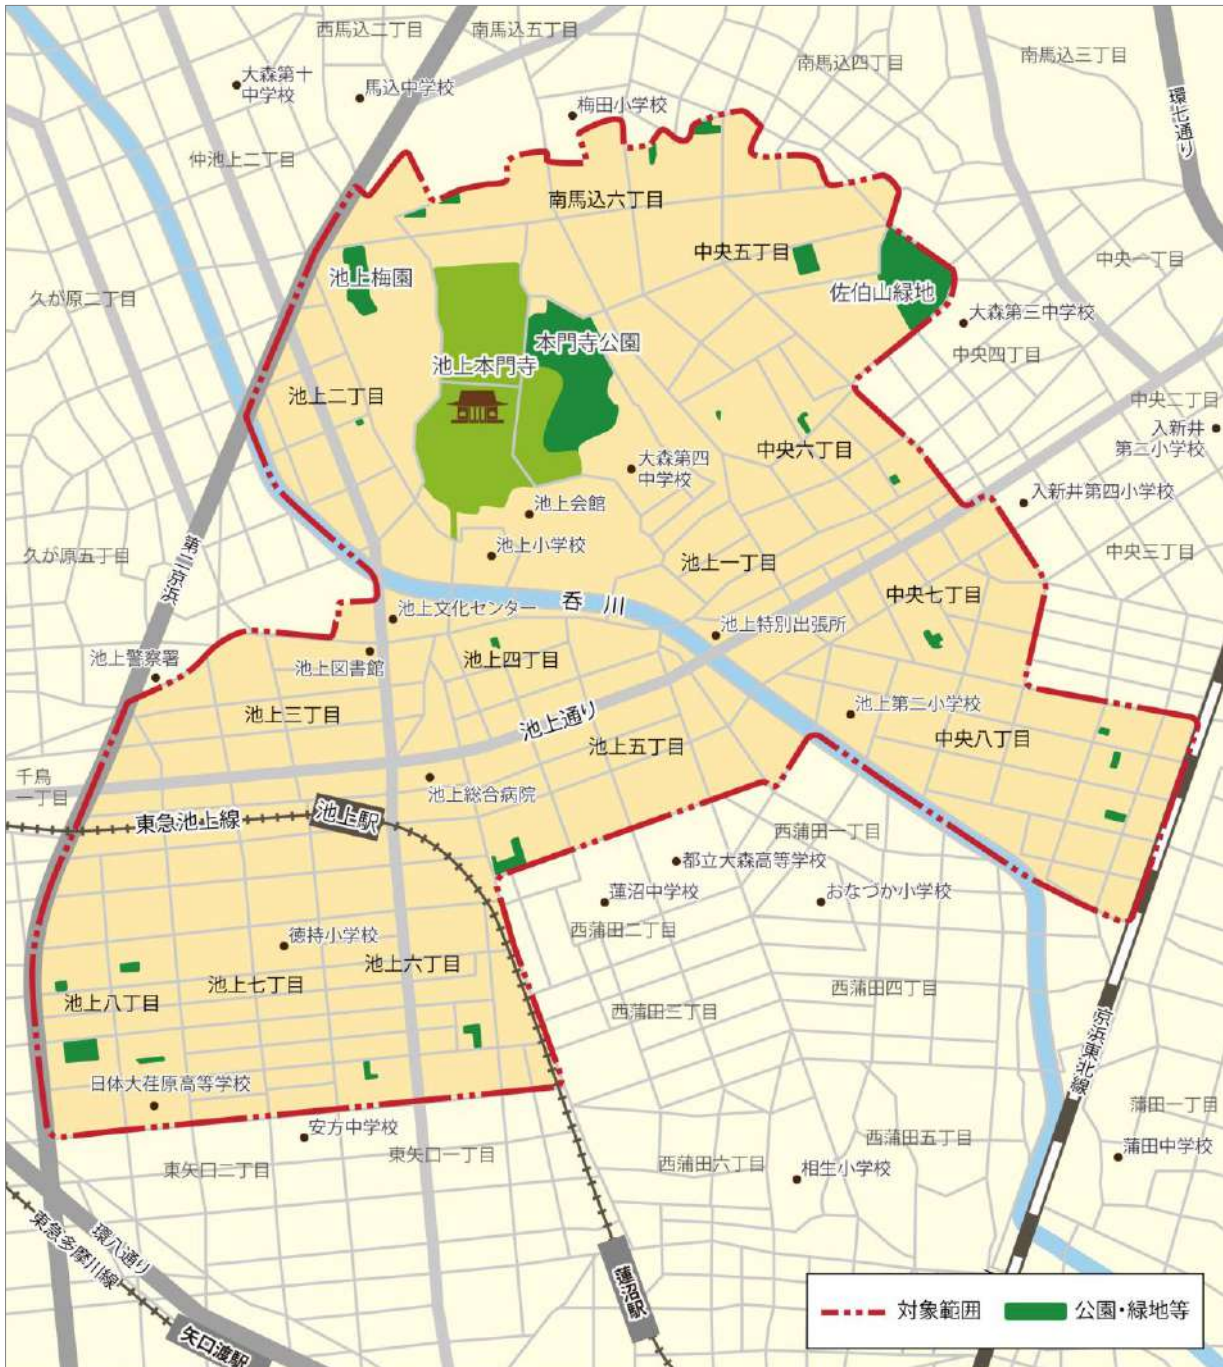 西馬込二丁目
南馬込五丁目
南馬込四丁目
南馬込三丁目
大森第十
中学校
馬込中学校
梅田小学校
環七通り
仲池上二丁目
南馬込六丁目
中央五丁目
中央一丁目
池上梅園
久が原二丁目
佐伯山緑地
大森第三中学校
本門寺公園
中央四丁目
池上本門寺
池上二丁目
中央二丁目
入新井
第二小学校
中央六丁目
大森第四
中学校
入新井第四小学校
池上会館
池上小学校
中央三丁目
久が原五丁目
第二京浜
池上一丁目
中央七丁目
呑川
池上文化センター
池上特別出張所
池上警察署
池上図書館
池上四丁目
池上三丁目
池上通り
池上第二小学校
中央八丁目
池上五丁目
千鳥
一丁目
池上総合病院
東急池上線
池上駅
西蒲田一丁目
都立大森高等学校
蓮沼中学校
おなづか小学校
西蒲田二丁目
徳持小学校
池上六丁目
池上七丁目
池上八丁目
西蒲田四丁目
西蒲田三丁目
京浜東北線
日体大荏原高等学校
安方中学校
蒲田一丁目
西蒲田五丁目
蒲田中学校
東矢口二丁目
東矢口一丁目
西蒲田六丁目
相生小学校
環八通り
東急多摩川線
蓮沼駅
矢口渡駅
対象範囲
公園・緑地等